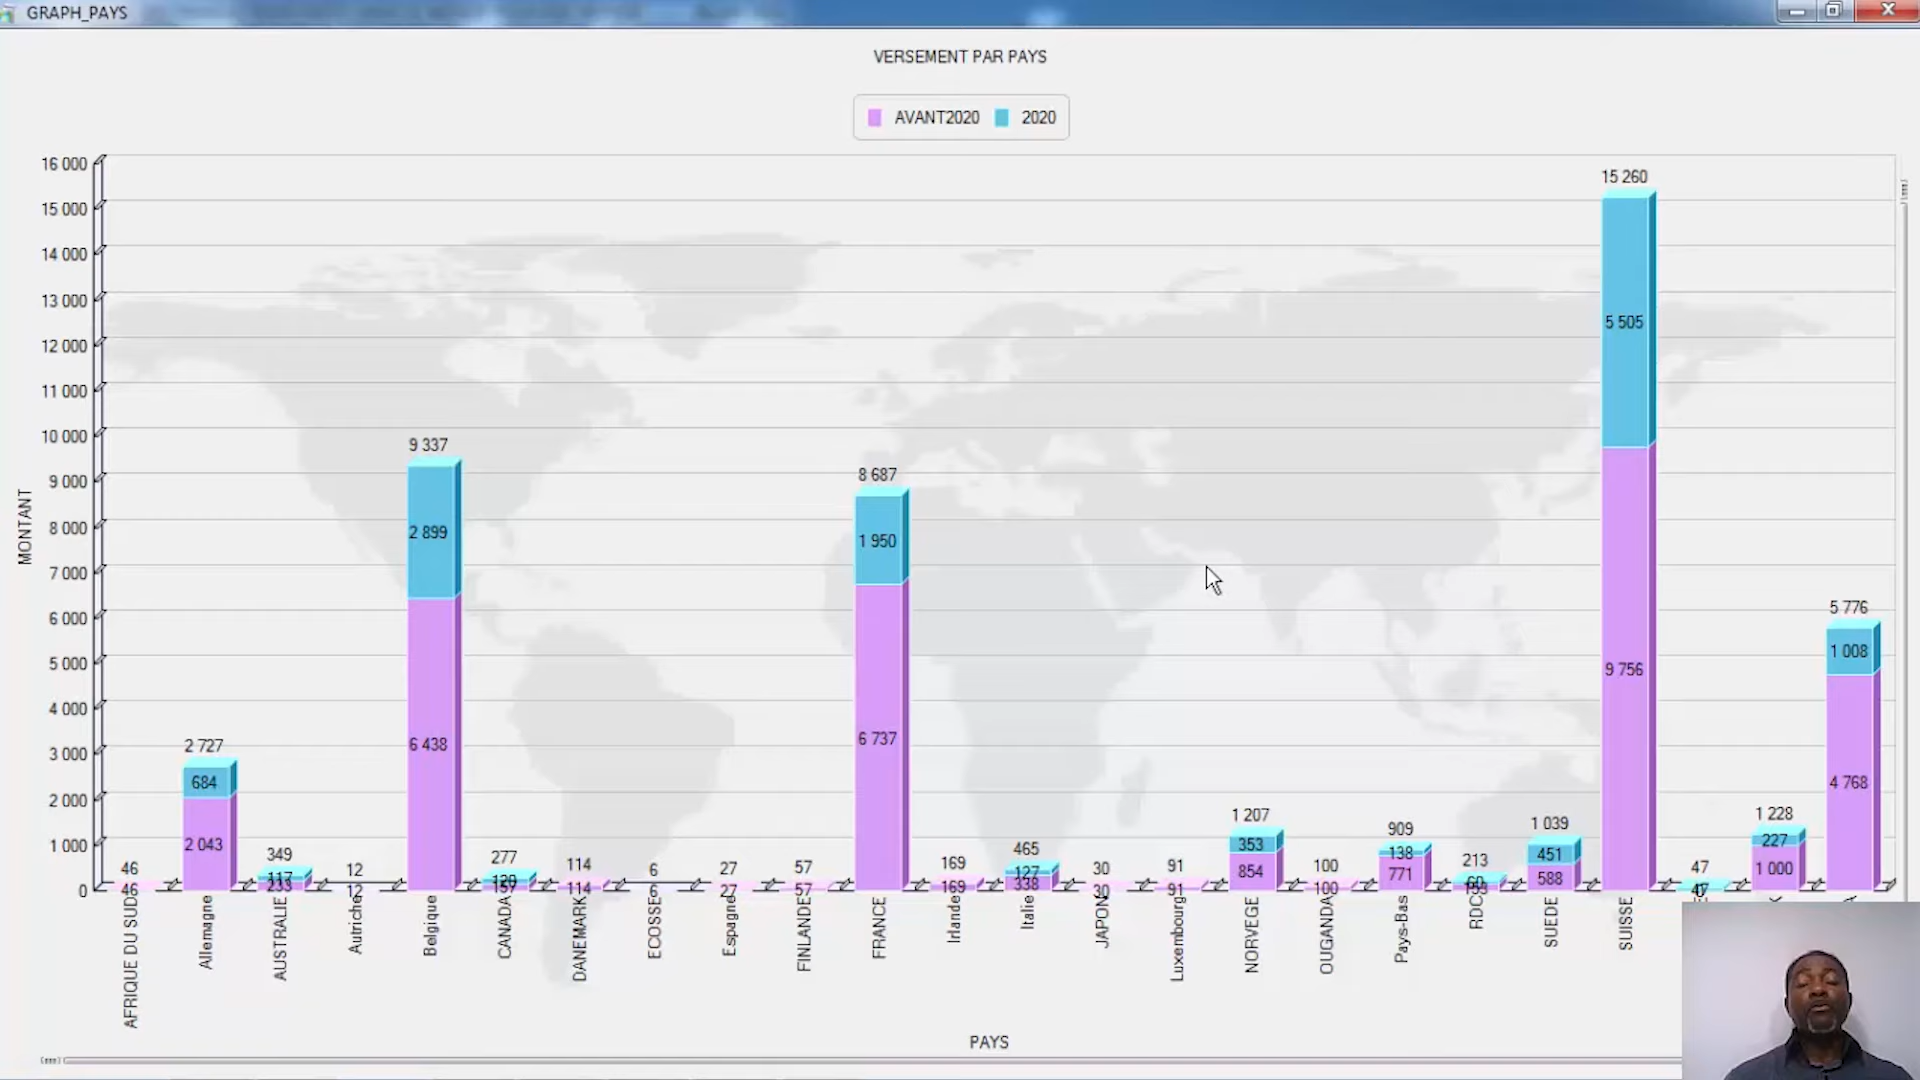 GRAPH_PAYS
VERSEMENT PAR PAYS
AVANT2020 2020
MONTANT
16 000
15 000
14 000
13 000
12 000
11 000
10 000
9 000
8 000
7 000
6 000
5 000
4 000
3 000
2 000
1 000
0
46
46
2 727
684
2 043
349
117
233
12
12
9 337
2 899
6 438
277
120
157
114
114
6
6
27
27
57
57
8 687
1 950
6 737
169
169
465
127
338
30
30
91
91
1 207
353
854
100
100
909
138
771
213
60
1 039
451
588
15 260
5 505
9 756
47
47
1 228
227
1 000
5 776
1 008
4 768
AFRIQUE DU SUD
Allemagne
AUSTRALIE
Autriche
Belgique
CANADA
DANEMARK
ECOSSE
Espagne
FINLANDE
FRANCE
Irlande
Italie
JAPON
Luxembourg
NORVEGE
OUGANDA
Pays-Bas
RDC
SUEDE
SUISSE
PAYS